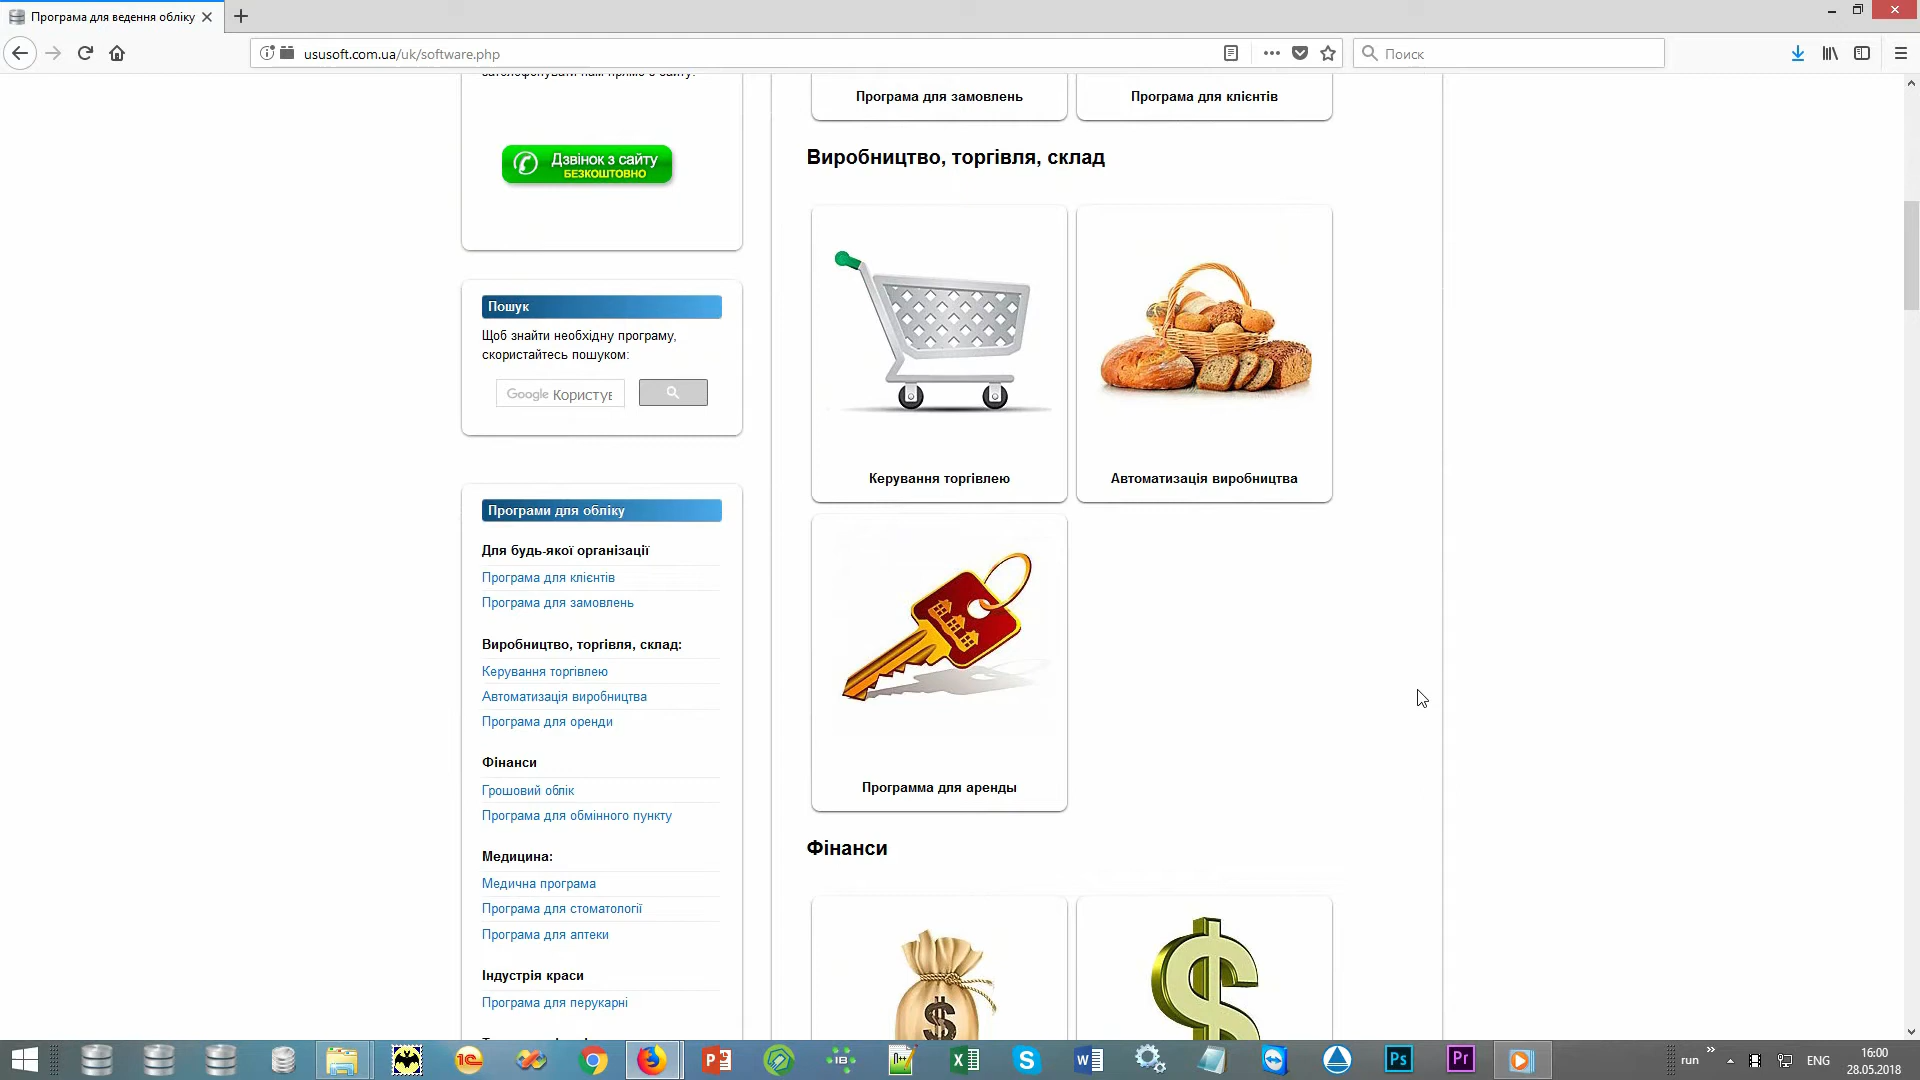 Програма для ведення обліку
ususoft.com.ua/uk/software.php
Поиск
зателефонувати нам прямо з сайту:
Дзвінок з сайту
БЕЗКОШТОВНО
Пошук
Щоб знайти необхідну програму,
скористайтесь пошуком:
Google Користув
Програми для обліку
Для будь-якої організації
Програма для клієнтів
Програма для замовлень
Виробництво, торгівля, склад:
Керування торгівлею
Автоматизація виробництва
Програма для оренди
Фінанси
Грошовий облік
Програма для обмінного пункту
Медицина:
Медична програма
Програма для стоматології
Програма для аптеки
Індустрія краси
Програма для перукарні
Програма для замовлень
Програма для клієнтів
Виробництво, торгівля, склад
Керування торгівлею
Автоматизація виробництва
Программа для аренды
Фінанси
$
1С
IB
Ps
Pr
run
ENG
16:00
28.05.2018